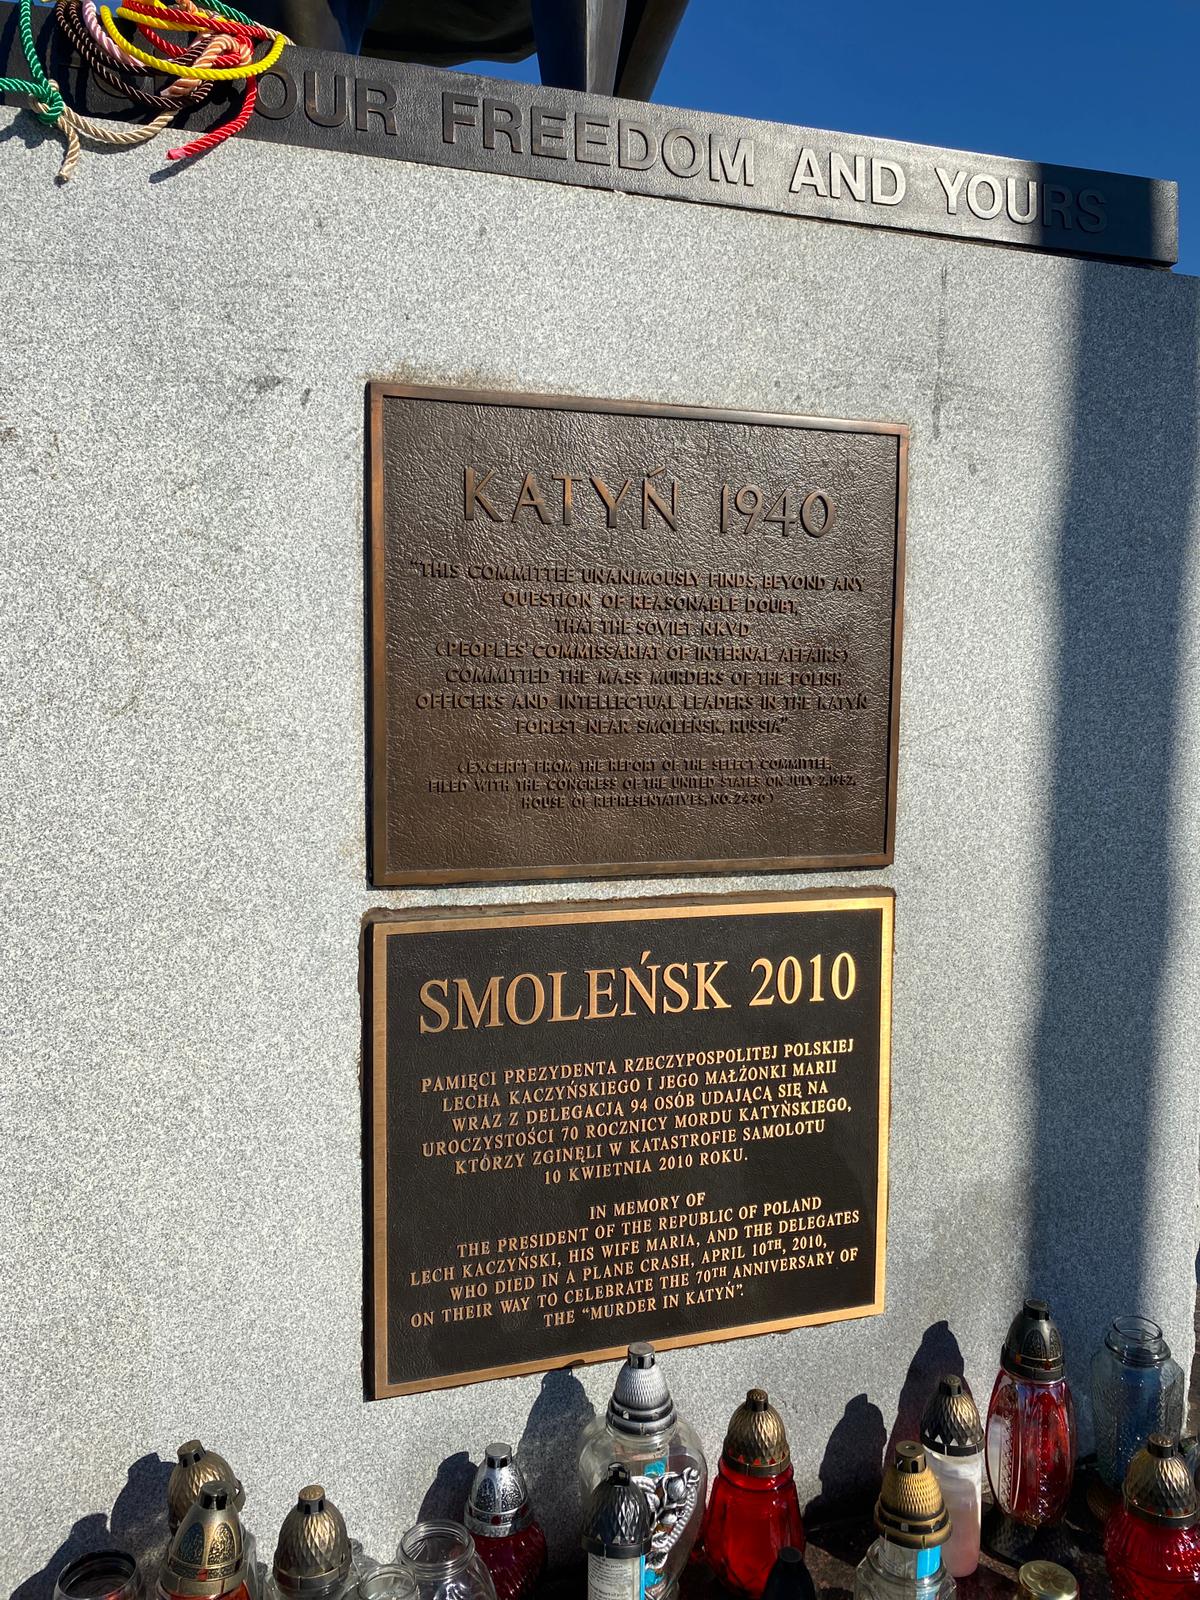 OUR FREEDOM AND YOURS
KATYŃ 1940
"THIS COMMITTEE UNANIMOUSLY FINDS, BEYOND ANY
QUESTION OF REASONABLE DOUBT,
THAT THE SOVIET NKVD
(PEOPLES' COMMISSARIAT OF INTERNAL AFFAIRS)
COMMITTED THE MASS MURDERS OF THE POLISH
OFFICERS AND INTELLECTUAL LEADERS IN THE KATYŃ
FOREST NEAR SMOLEŃSK, RUSSIA"
(EXCERPT FROM THE REPORT OF THE SELECT COMMITTEE,
FILED WITH THE CONGRESS OF THE UNITED STATES ON JULY 2, 1952.
HOUSE OF REPRESENTATIVES, NO. 2430)
SMOLEŃSK 2010
PAMIĘCI PREZYDENTA RZECZYPOSPOLITEJ POLSKIEJ
LECHA KACZYŃSKIEGO I JEGO MAŁŻONKI MARII
WRAZ Z DELEGACJĄ 94 OSÓB UDAJĄCĄ SIĘ NA
UROCZYSTOŚCI 70 ROCZNICY MORDU KATYŃSKIEGO,
KTÓRZY ZGINĘLI W KATASTROFIE SAMOLOTU
10 KWIETNIA 2010 ROKU.
IN MEMORY OF
THE PRESIDENT OF THE REPUBLIC OF POLAND
LECH KACZYŃSKI, HIS WIFE MARIA, AND THE DELEGATES
WHO DIED IN A PLANE CRASH, APRIL 10TH, 2010,
ON THEIR WAY TO CELEBRATE THE 70TH ANNIVERSARY OF
THE "MURDER IN KATYŃ".